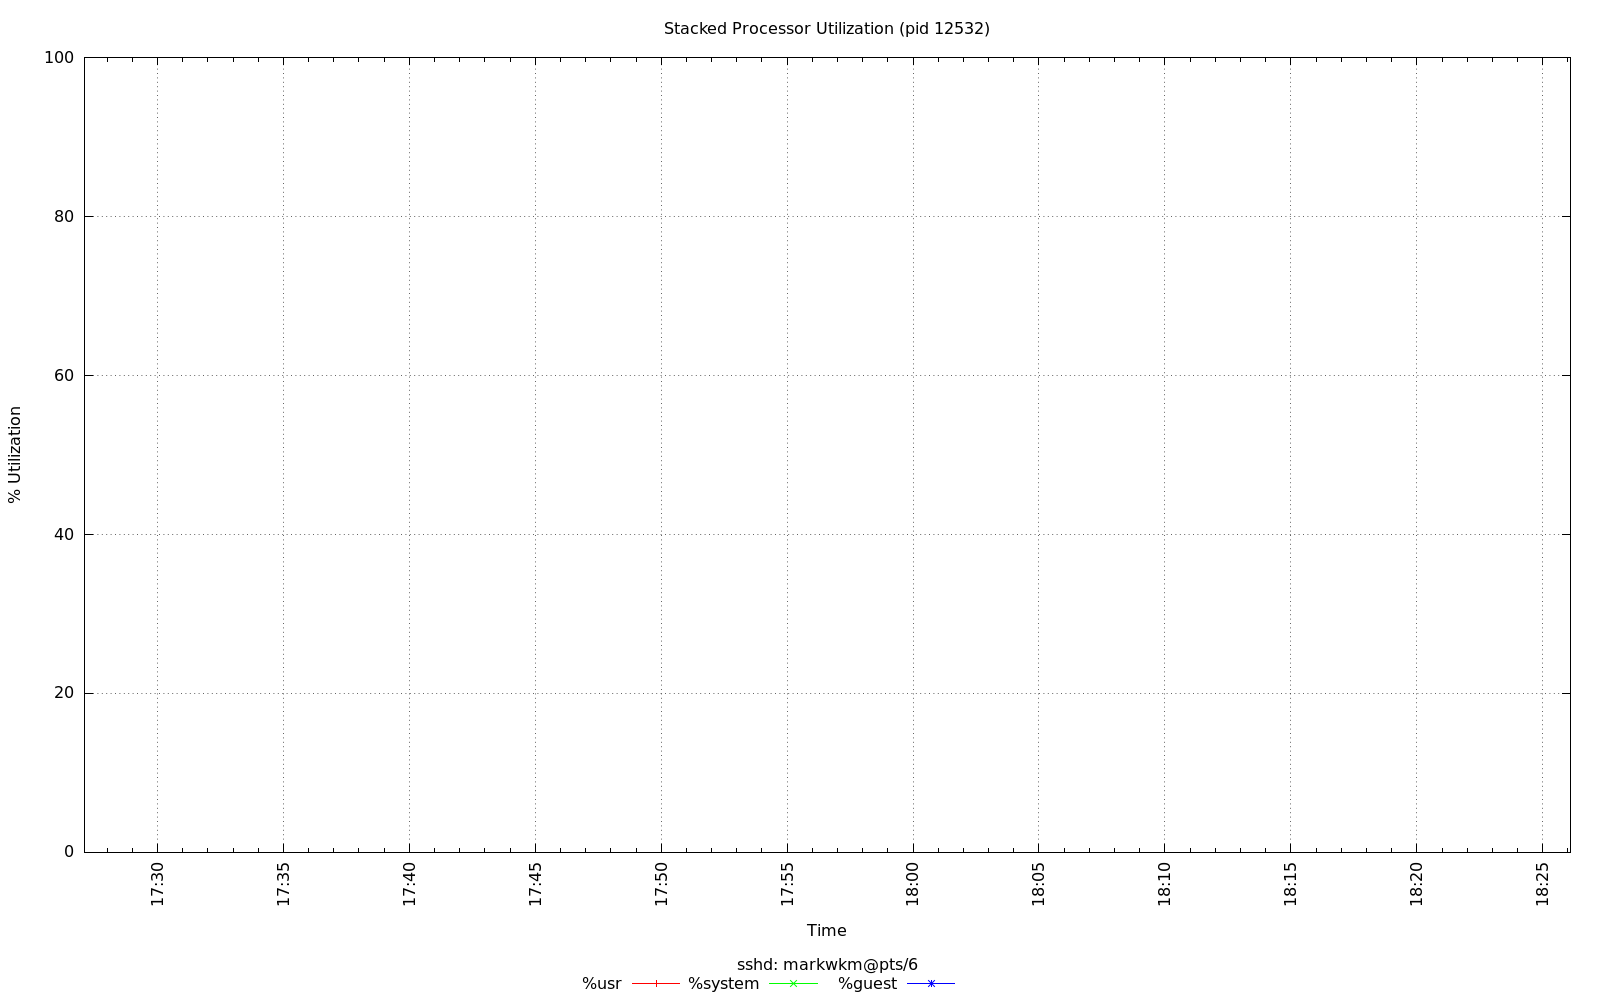 Stacked Processor Utilization (pid 12532)
100
80
60
40
20
0
% Utilization
17:30 17:35 17:40 17:45 17:50 17:55 18:00 18:05 18:10 18:15 18:20 18:25
Time
sshd: markwkm@pts/6
%usr %system %guest